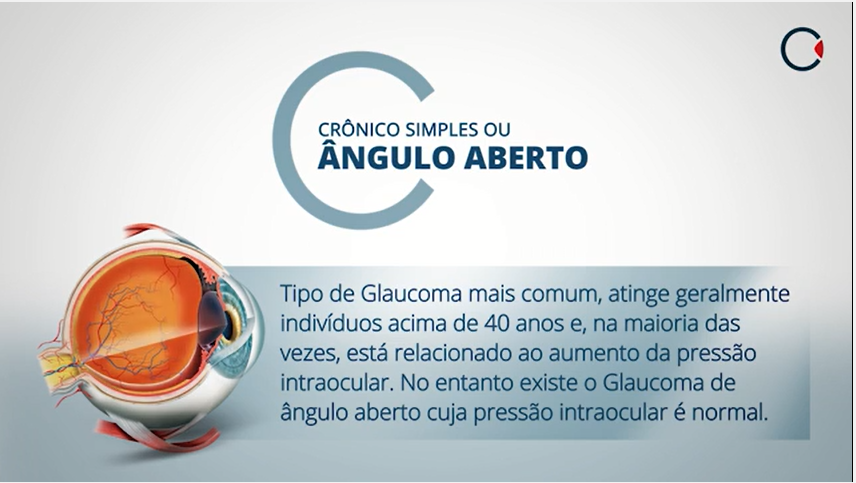 CRÔNICO SIMPLES OU
ÂNGULO ABERTO
Tipo de Glaucoma mais comum, atinge geralmente
indivíduos acima de 40 anos e, na maioria das
vezes, está relacionado ao aumento da pressão
intraocular. No entanto existe o Glaucoma de
ângulo aberto cuja pressão intraocular é normal.